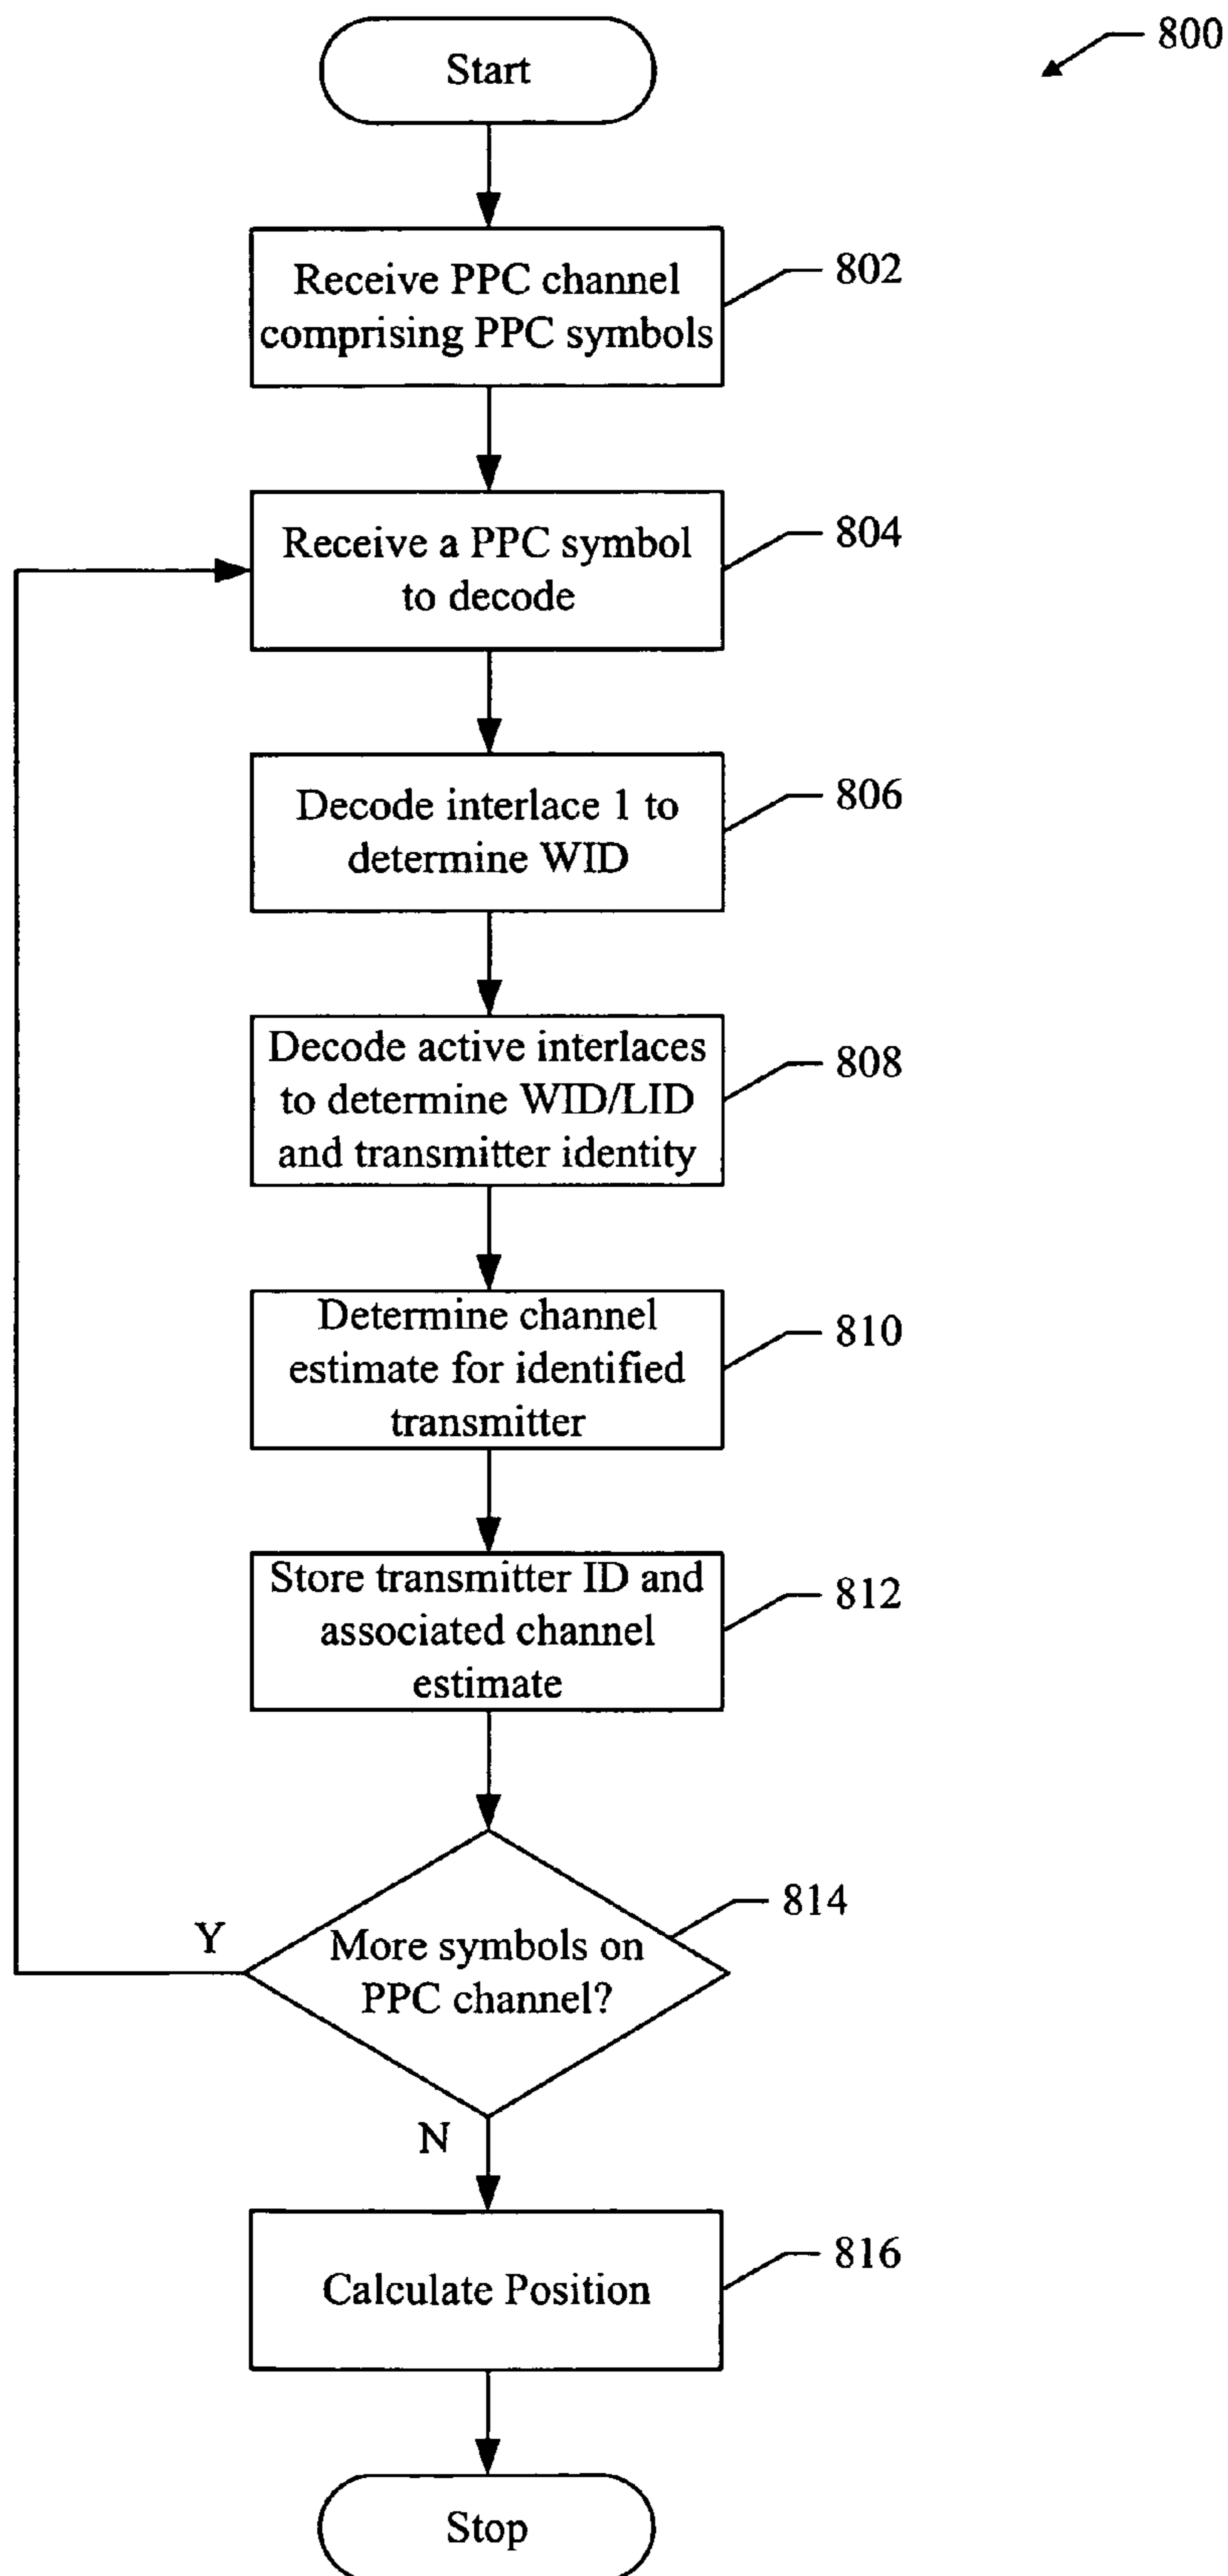 800
Start
Receive PPC channel
comprising PPC symbols
802
Receive a PPC symbol
to decode
804
Decode interlace 1 to
determine WID
806
Decode active interlaces
to determine WID/LID
and transmitter identity
808
Determine channel
estimate for identified
transmitter
810
Store transmitter ID and
associated channel
estimate
812
More symbols on
PPC channel?
814
Y
N
Calculate Position
816
Stop